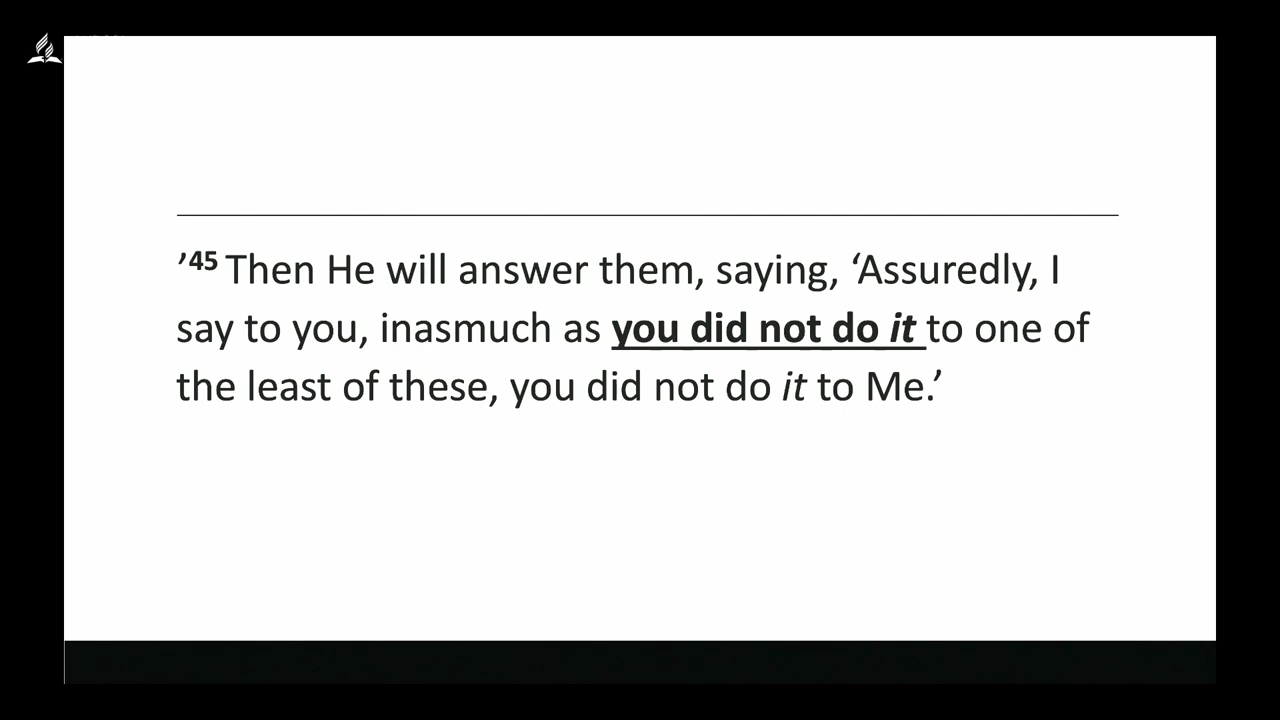 ’45 Then He will answer them, saying, ‘Assuredly, I
say to you, inasmuch as you did not do it to one of
the least of these, you did not do it to Me.’